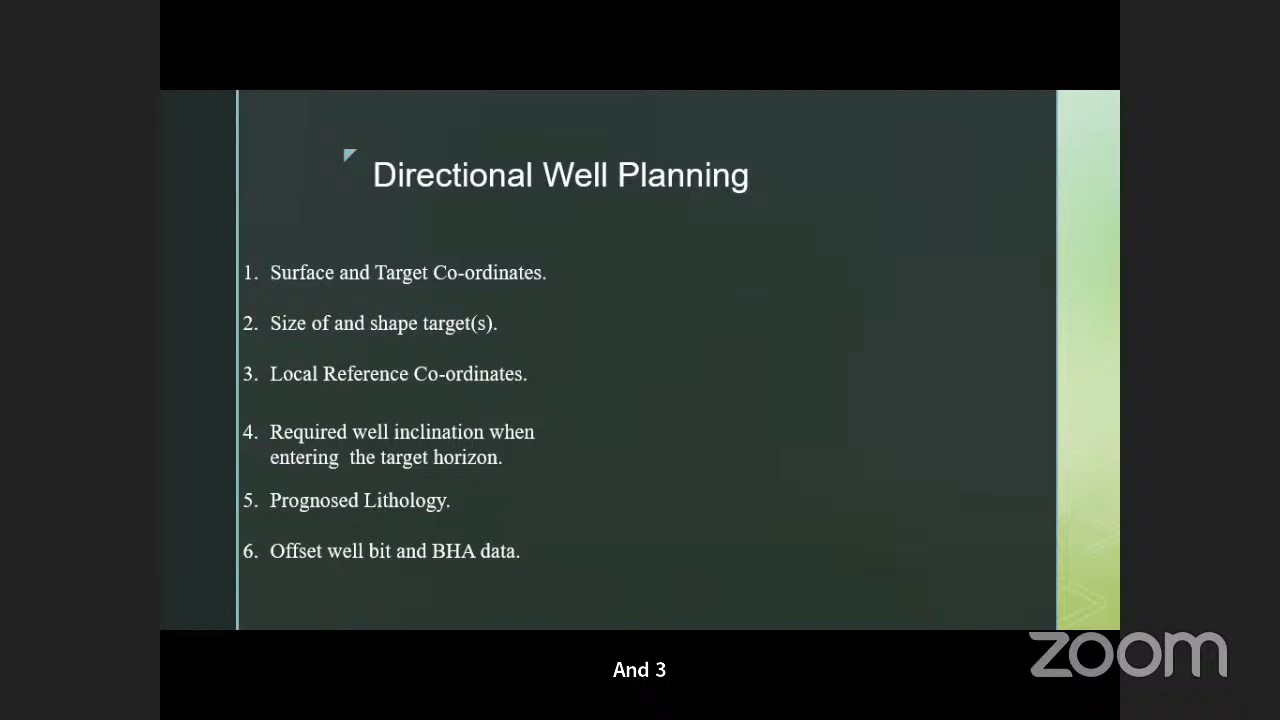 Directional Well Planning
1. Surface and Target Co-ordinates.
2. Size of and shape target(s).
3. Local Reference Co-ordinates.
4. Required well inclination when
entering the target horizon.
5. Prognosed Lithology.
6. Offset well bit and BHA data.
And 3
zoom